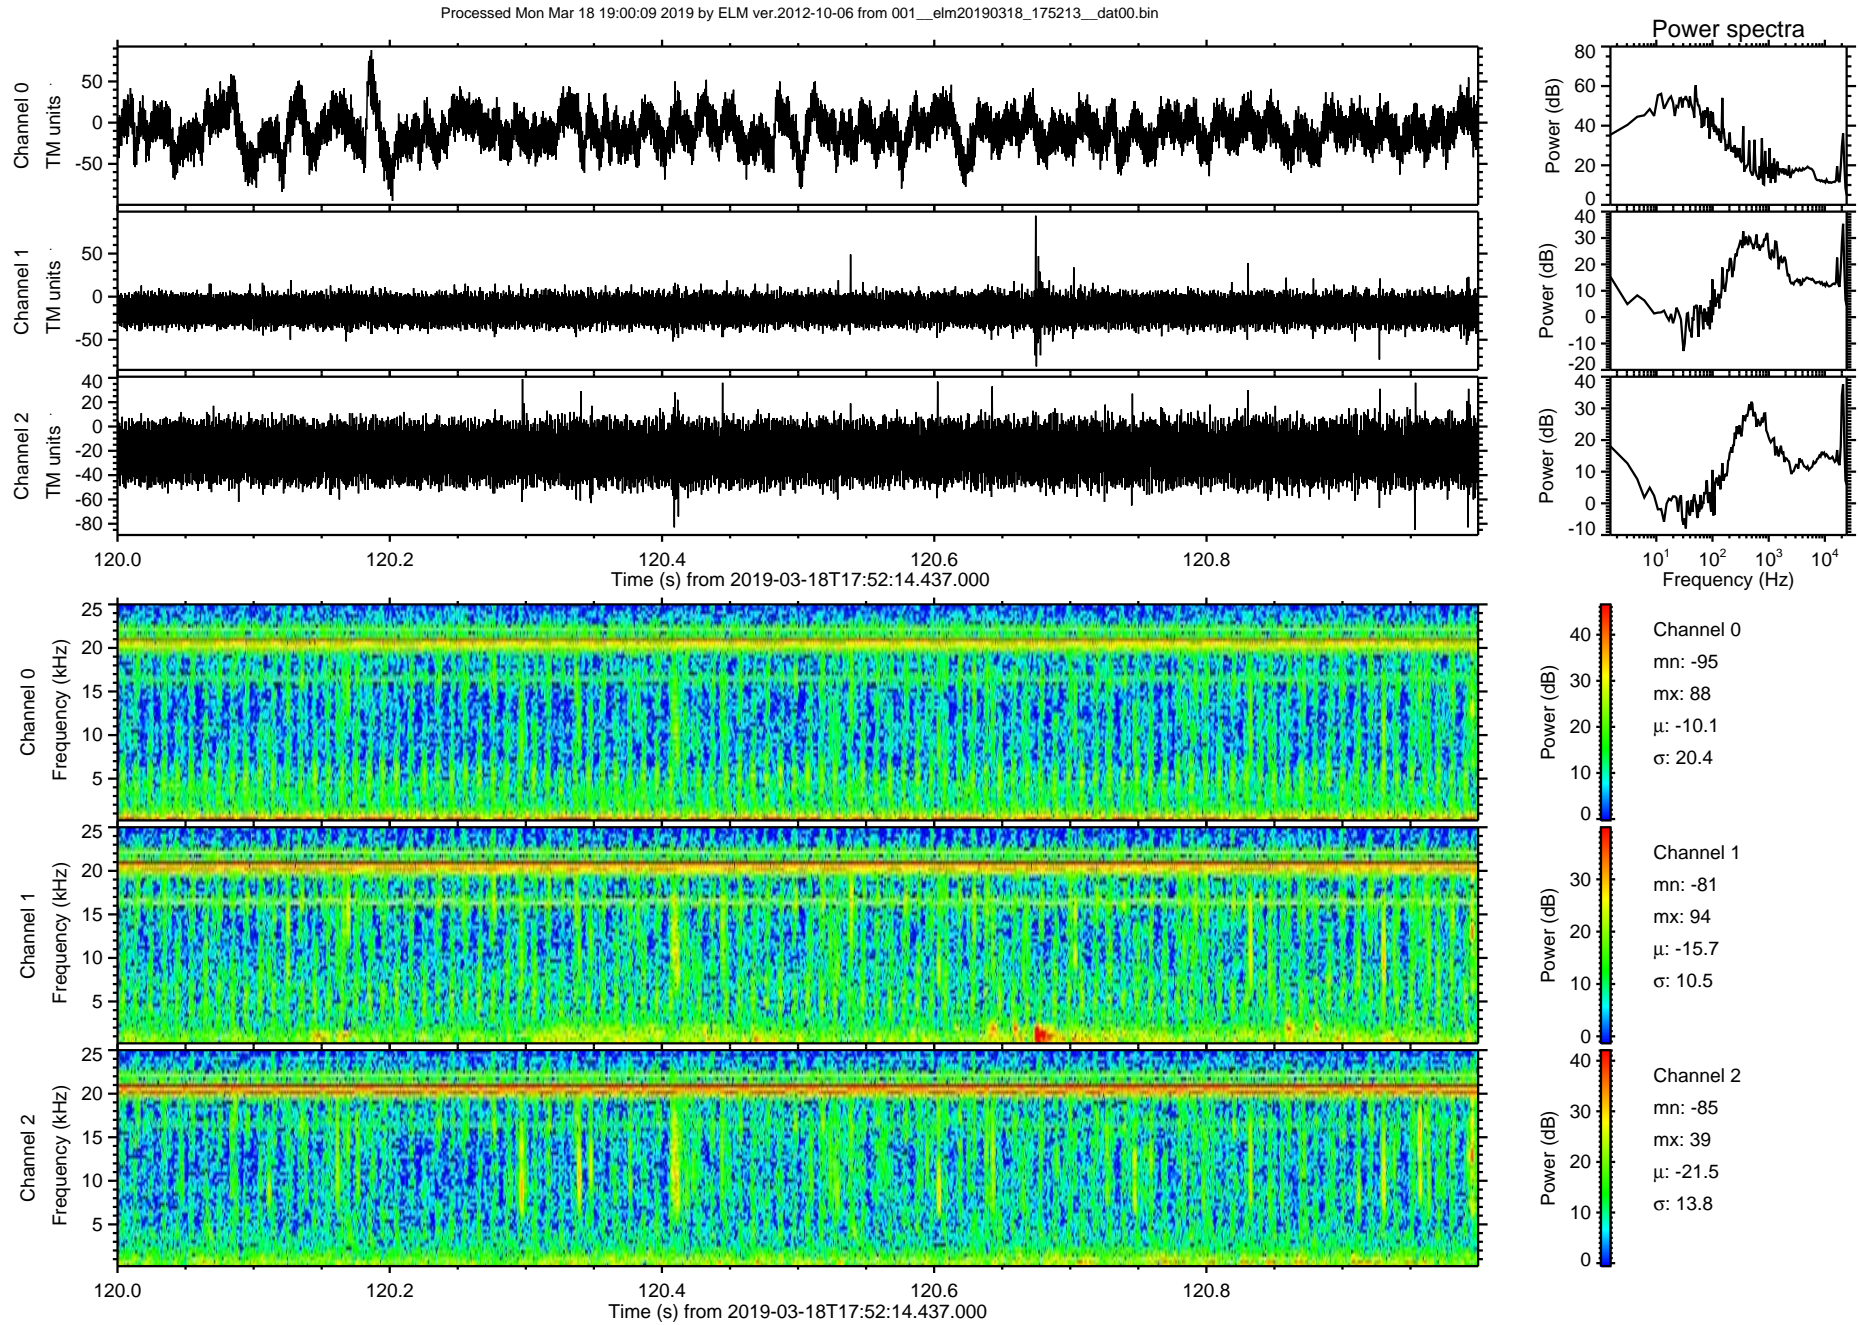 Processed Mon Mar 18 19:00:09 2019 by ELM ver.2012-10-06 from 001__elm20190318_175213__dat00.bin
Power spectra
Channel 0
TM units
50
0
-50
Power (dB)
80
60
40
20
0
Channel 1
TM units
50
0
-50
Power (dB)
40
30
20
10
0
-10
-20
Channel 2
TM units
40
20
0
-20
-40
-60
-80
Power (dB)
40
30
20
10
0
-10
120.0 120.2 120.4 120.6 120.8
Time (s) from 2019-03-18T17:52:14.437.000
10^1 10^2 10^3 10^4
Frequency (Hz)
Channel 0
Frequency (kHz)
25
20
15
10
5
Power (dB)
40
30
20
10
0
Channel 0
mn: -95
mx: 88
μ: -10.1
σ: 20.4
Channel 1
Frequency (kHz)
25
20
15
10
5
Power (dB)
30
20
10
0
Channel 1
mn: -81
mx: 94
μ: -15.7
σ: 10.5
Channel 2
Frequency (kHz)
25
20
15
10
5
Power (dB)
40
30
20
10
0
Channel 2
mn: -85
mx: 39
μ: -21.5
σ: 13.8
120.0 120.2 120.4 120.6 120.8
Time (s) from 2019-03-18T17:52:14.437.000